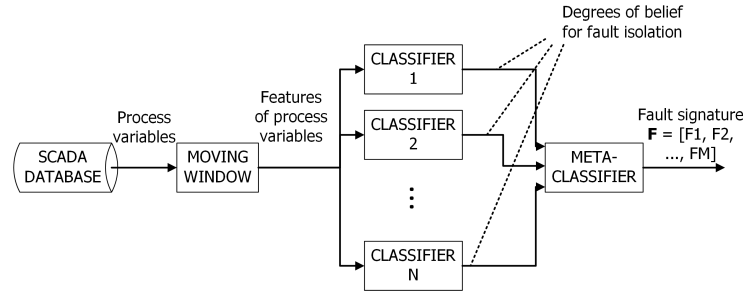 Degrees of belief
for fault isolation
CLASSIFIER
1
Features
of process
variables
Process
variables
CLASSIFIER
2
Fault signature
F = [F1, F2,
..., FM]
SCADA
DATABASE
MOVING
WINDOW
META-
CLASSIFIER
CLASSIFIER
N